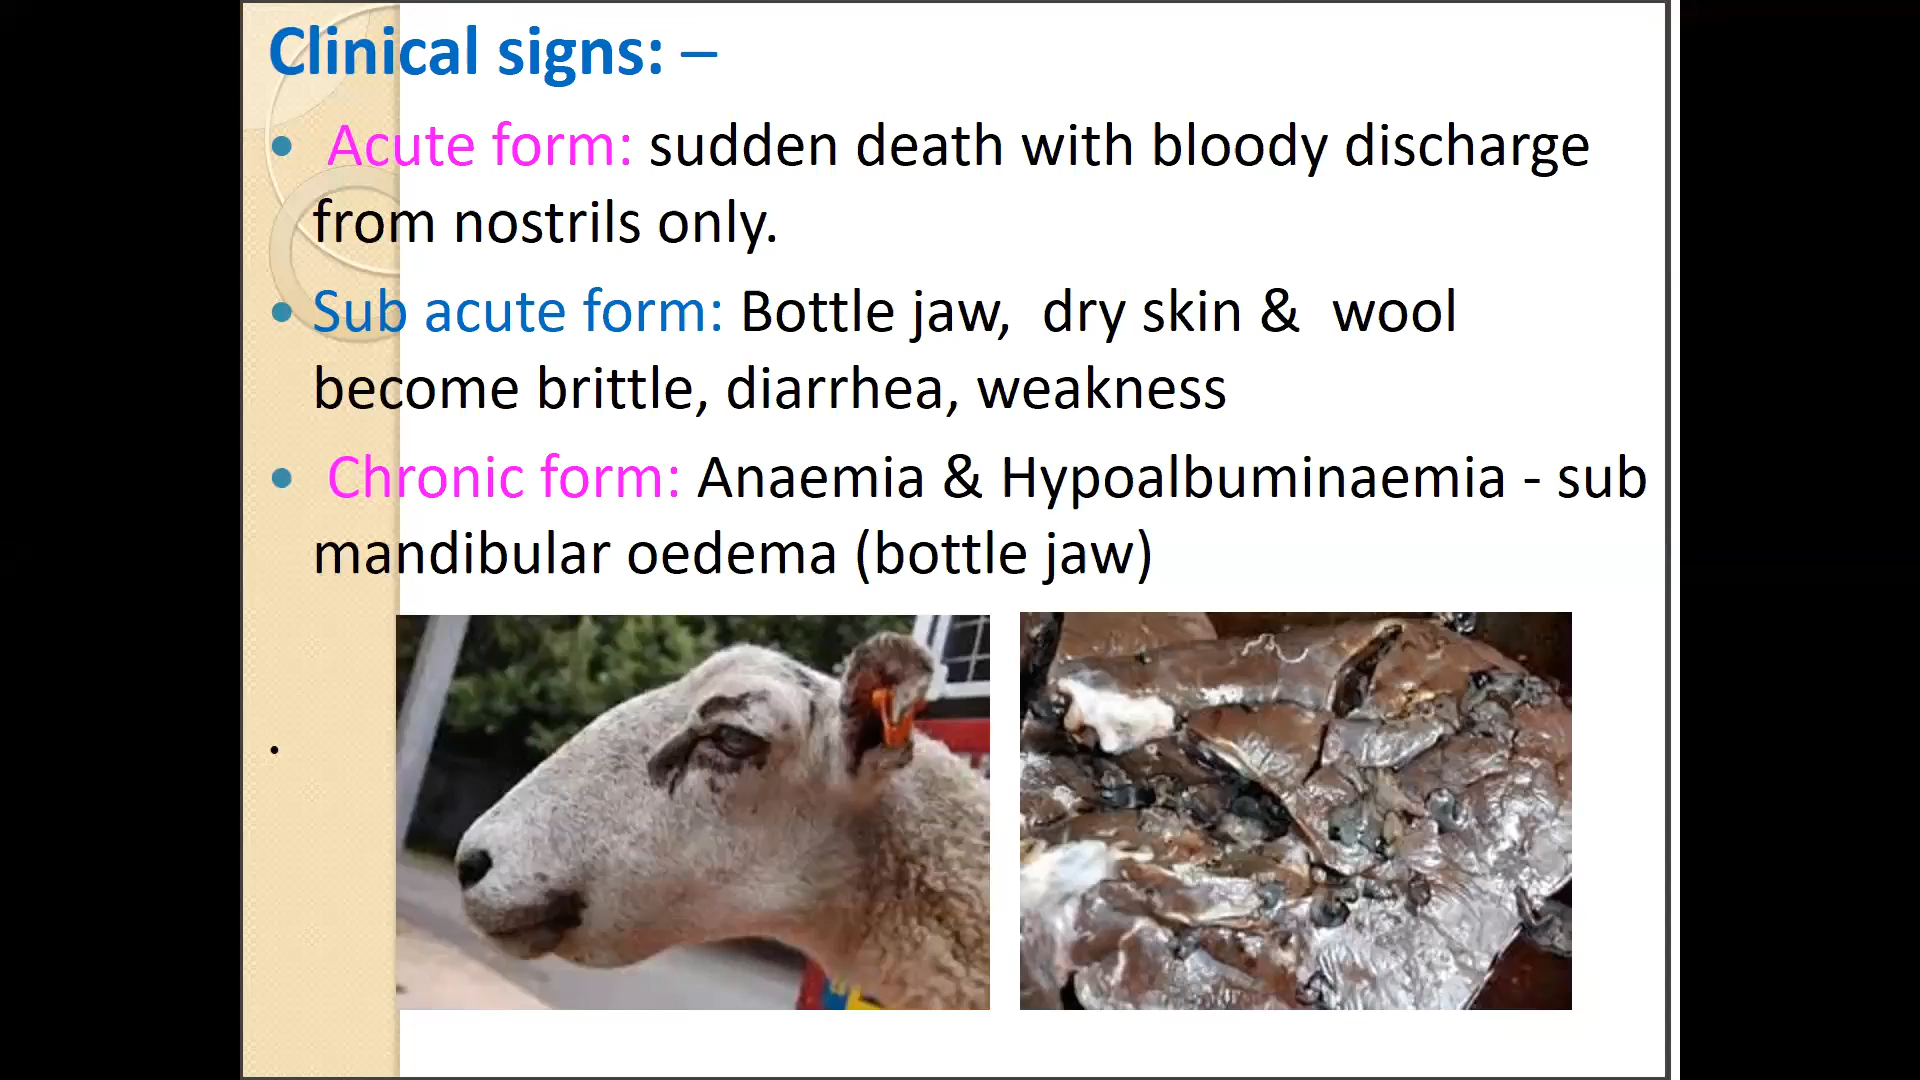 Clinical signs: –
• Acute form: sudden death with bloody discharge
from nostrils only.
• Sub acute form: Bottle jaw, dry skin & wool
become brittle, diarrhea, weakness
• Chronic form: Anaemia & Hypoalbuminaemia - sub
mandibular oedema (bottle jaw)
.